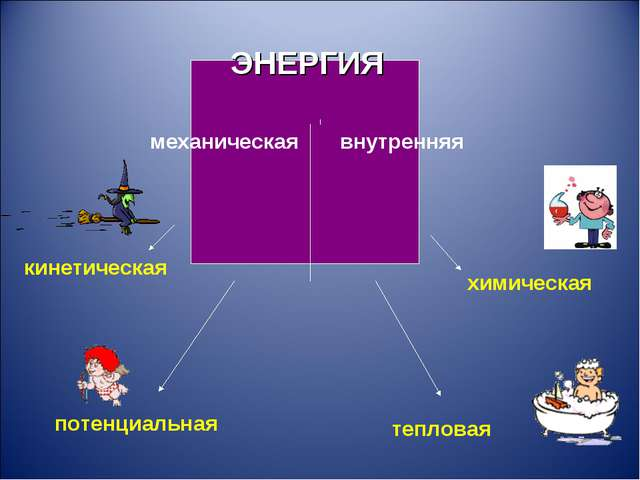 ЭНЕРГИЯ
механическая внутренняя
кинетическая
химическая
потенциальная
тепловая